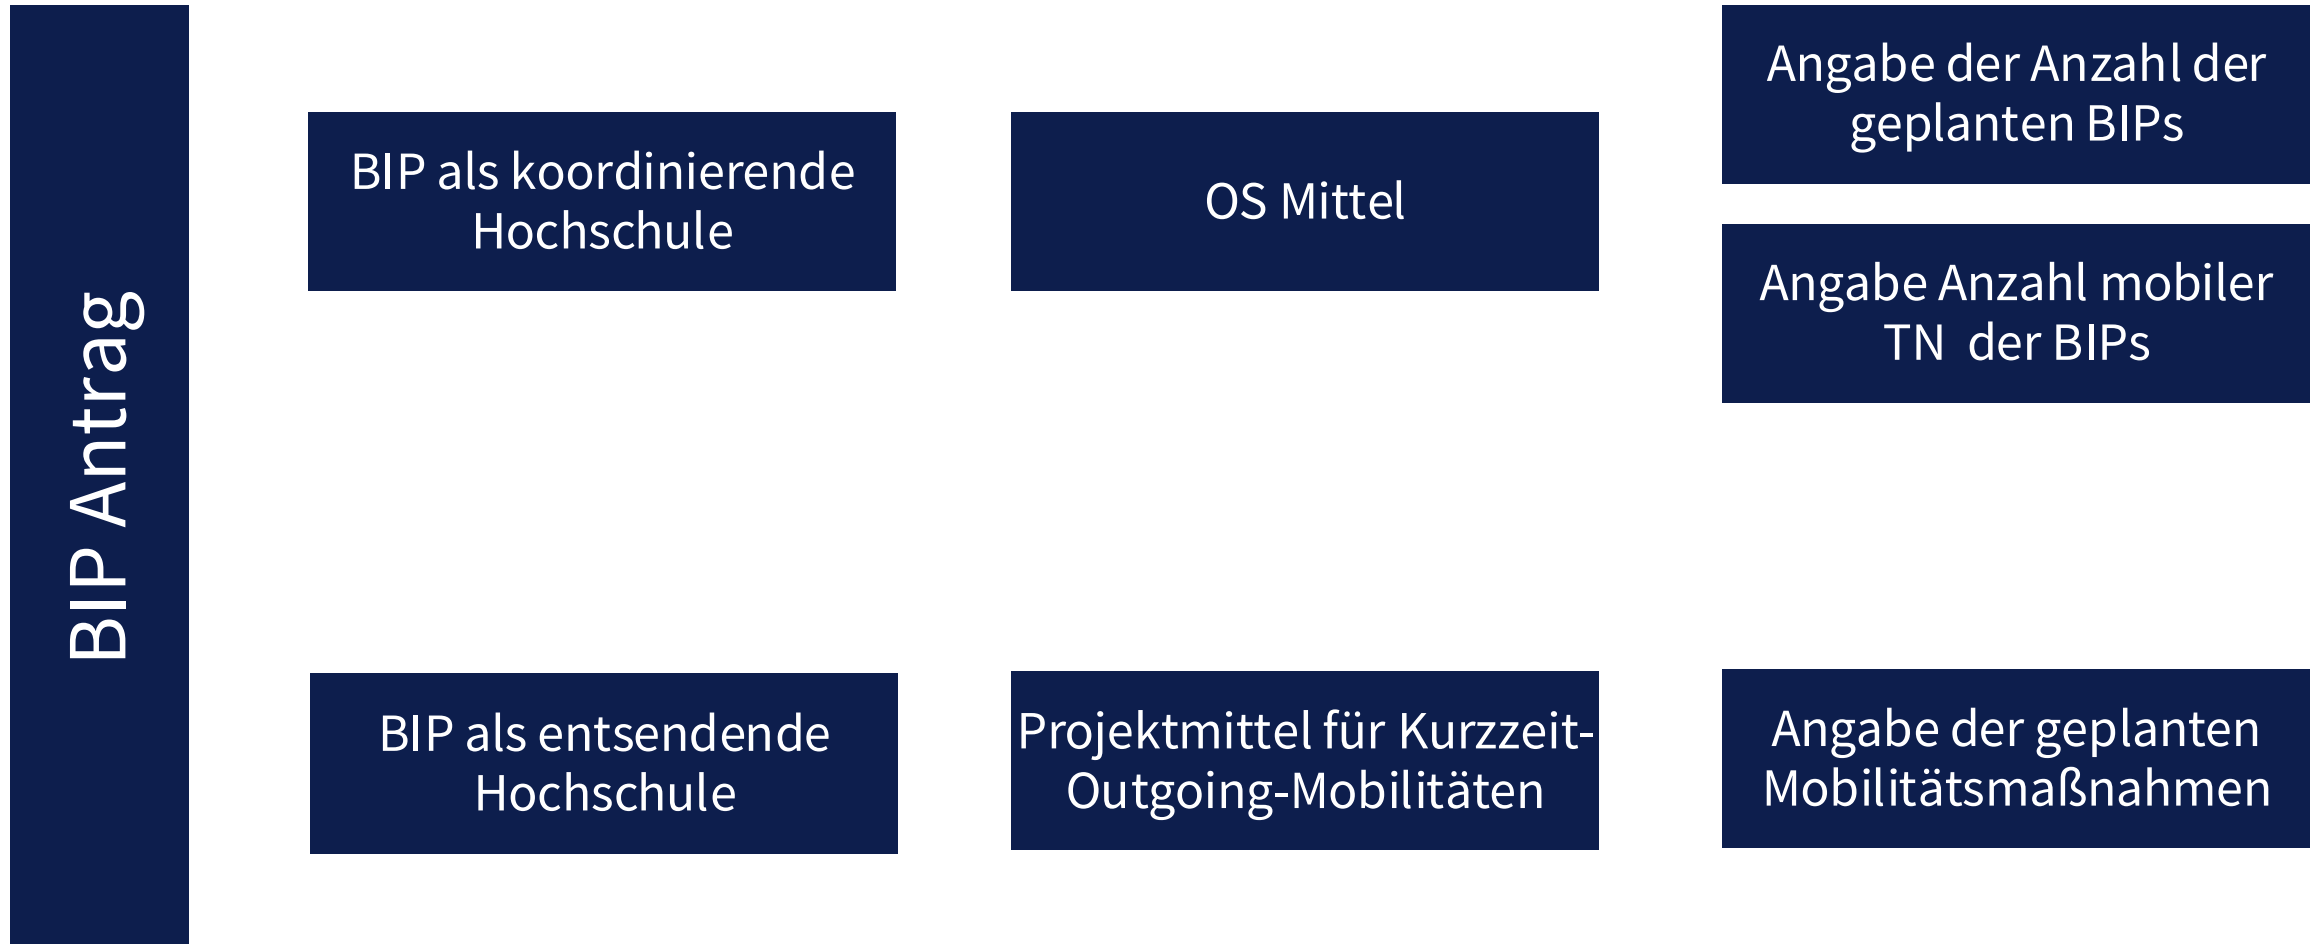 BIP Antrag
BIP als koordinierende
Hochschule
OS Mittel
Angabe der Anzahl der
geplanten BIPs
Angabe Anzahl mobiler
TN  der BIPs
BIP als entsendende
Hochschule
Projektmittel für Kurzzeit-
Outgoing-Mobilitäten
Angabe der geplanten
Mobilitätsmaßnahmen